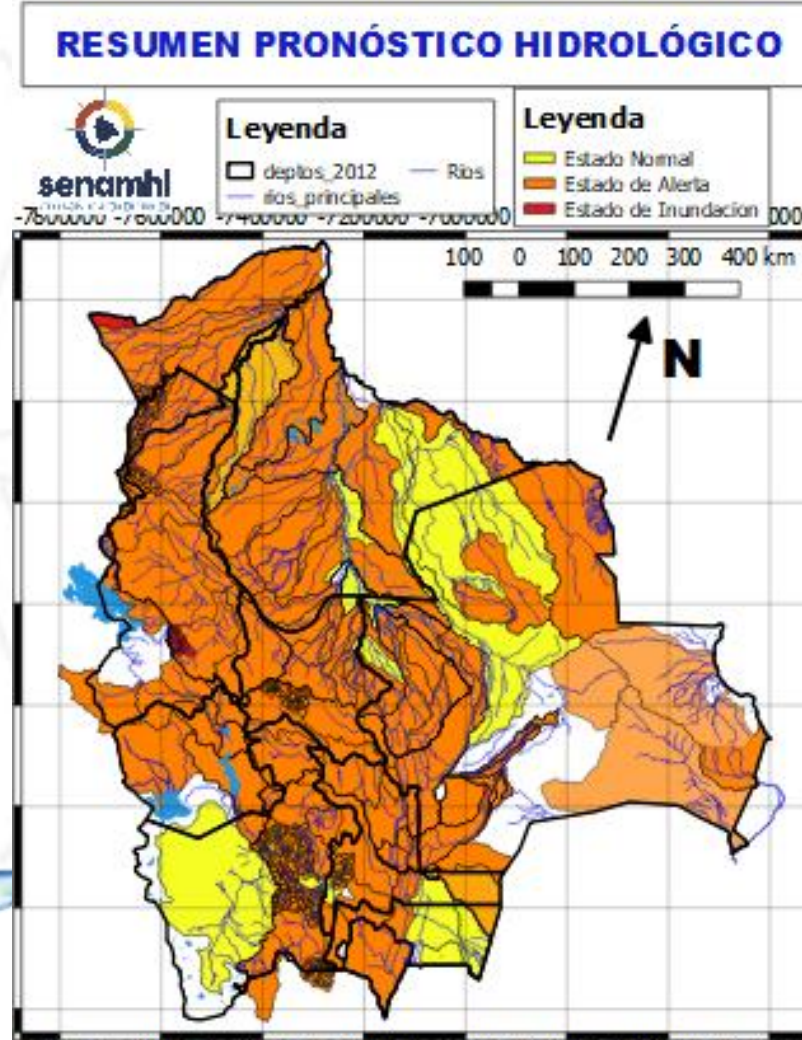 RESUMEN PRONÓSTICO HIDROLÓGICO
senamhi
Leyenda
deptos_2012
Rios
rios_principales
Leyenda
Estado Normal
Estado de Alerta
Estado de Inundacion
-7600000 -7400000 -7200000 -7000000
100 0 100 200 300 400 km
N